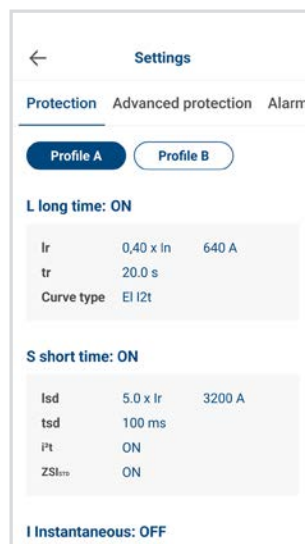 Settings
Protection Advanced protection Alarm
Profile A Profile B
L long time: ON
Ir 0,40 x In 640 A
tr 20.0 s
Curve type EI I2t
S short time: ON
Isd 5.0 x Ir 3200 A
tsd 100 ms
i²t ON
ZSI ON
I Instantaneous: OFF